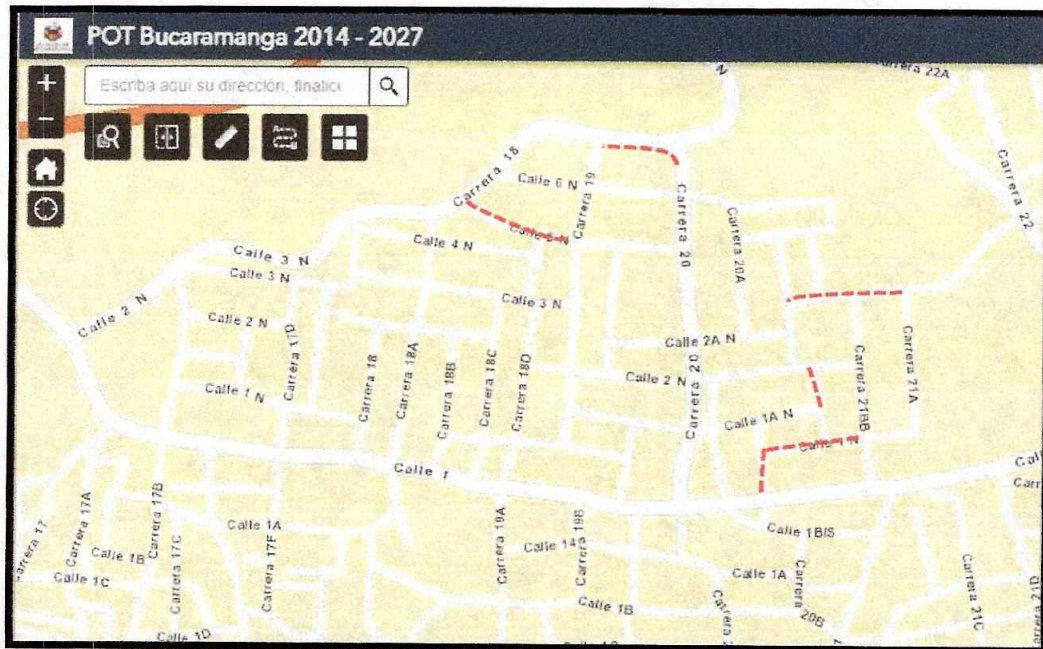 POT Bucaramanga 2014 - 2027
Escriba aquí su dirección, finalice
Carrera 22A
Carrera 22
Carrera 18
Calle 6 N
Carrera 19
Carrera 20
Carrera 20A
Calle 5 N
Calle 4 N
Calle 3 N
Calle 3 N
Calle 3 N
Calle 2 N
Calle 2 N
Carrera 17D
Calle 1 N
Carrera 18
Carrera 18A
Carrera 18B
Carrera 18C
Carrera 18D
Calle 2A N
Calle 2 N
Carrera 20
Calle 1A N
Carrera 21BB
Carrera 21A
Calle 1 N
Calle 1
Carrera 17
Carrera 17A
Carrera 17B
Carrera 17C
Calle 1A
Carrera 17F
Calle 1B
Calle 1C
Calle 1D
Carrera 19A
Carrera 19B
Calle 14
Calle 1B
Calle 1BIS
Calle 1A
Carrera 20B
Carrera 21C
Carrera 21D